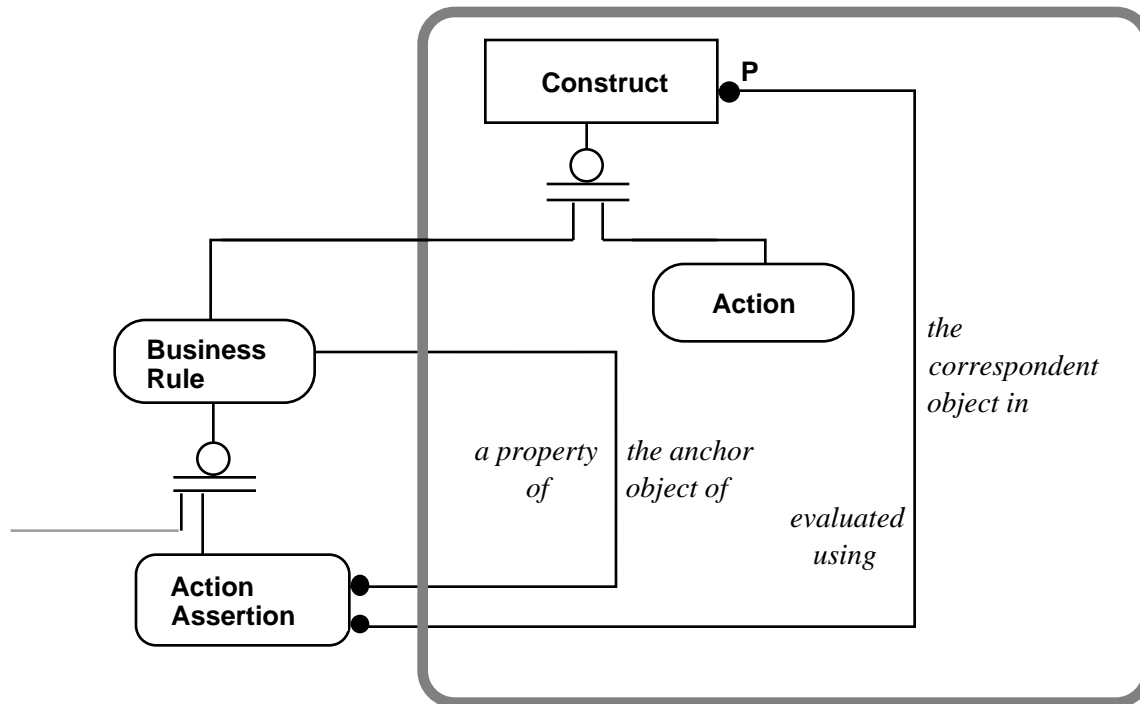 P
Construct
Action
Business
Rule
the
correspondent
object in
a property
of
the anchor
object of
evaluated
using
Action
Assertion